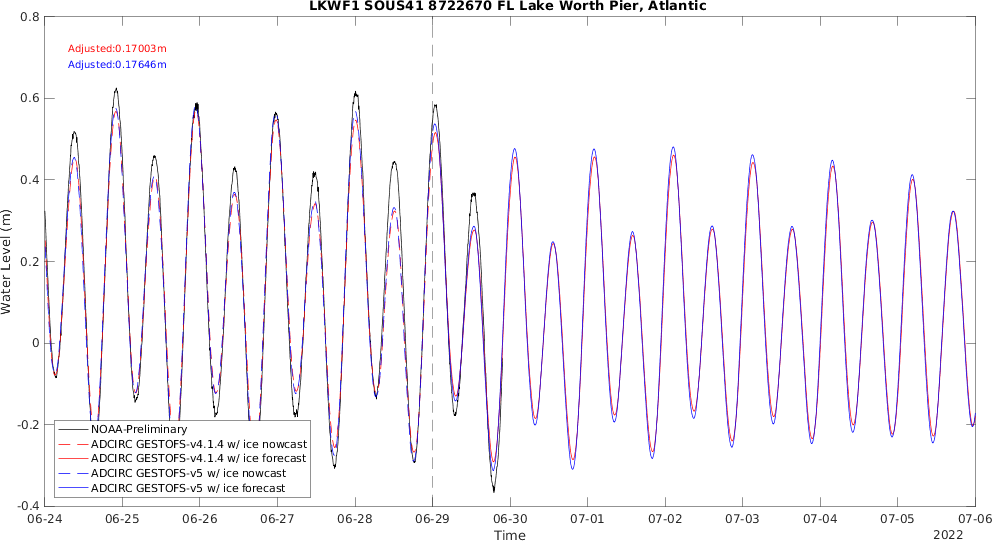 LKWF1 SOUS41 8722670 FL Lake Worth Pier, Atlantic
0.8
Adjusted:0.17003m
Adjusted:0.17646m
0.6
0.4
0.2
0
-0.2
-0.4
Water Level (m)
NOAA-Preliminary
ADCIRC GESTOFS-v4.1.4 w/ ice nowcast
ADCIRC GESTOFS-v4.1.4 w/ ice forecast
ADCIRC GESTOFS-v5 w/ ice nowcast
ADCIRC GESTOFS-v5 w/ ice forecast
06-24 06-25 06-26 06-27 06-28 06-29 06-30 07-01 07-02 07-03 07-04 07-05 07-06
Time
2022